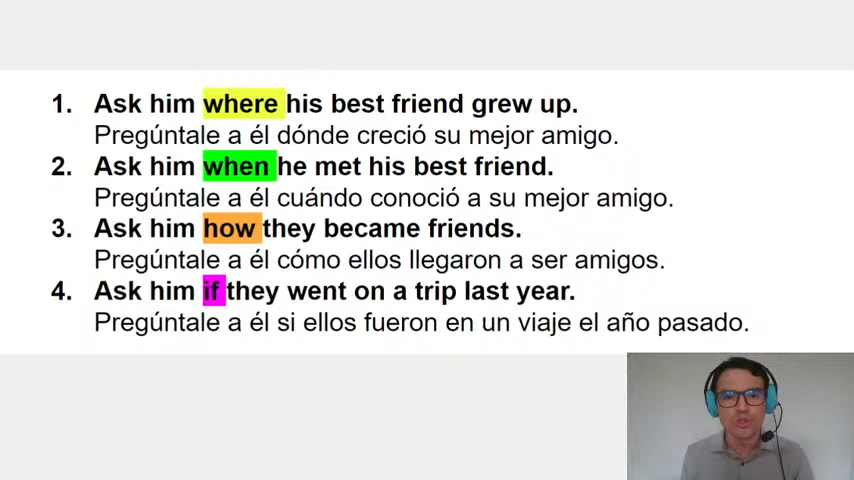 1. Ask him where his best friend grew up.
Pregúntale a él dónde creció su mejor amigo.
2. Ask him when he met his best friend.
Pregúntale a él cuándo conoció a su mejor amigo.
3. Ask him how they became friends.
Pregúntale a él cómo ellos llegaron a ser amigos.
4. Ask him if they went on a trip last year.
Pregúntale a él si ellos fueron en un viaje el año pasado.